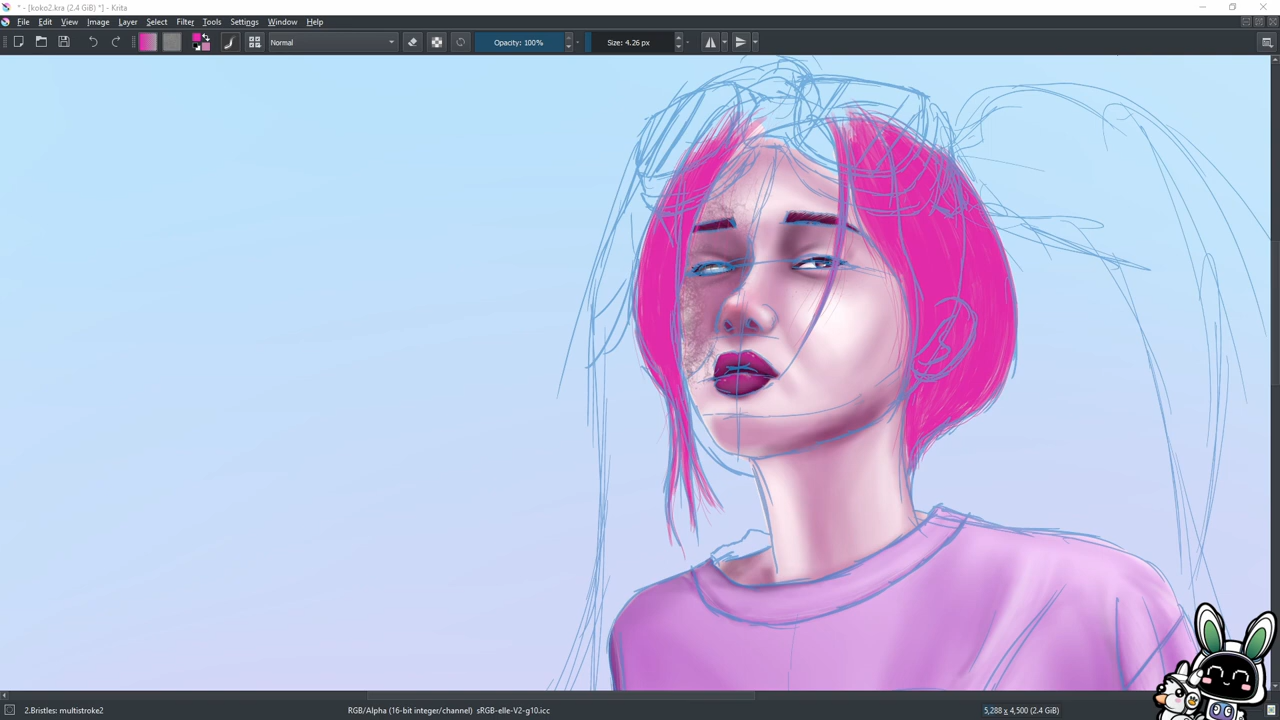 * - [koko2.kra (2.4 GiB) *] - Krita
File Edit View Image Layer Select Filter Tools Settings Window Help
Normal Opacity: 100% Size: 4.26 px
2.Bristles: multistroke2 RGB/Alpha (16-bit integer/channel) sRGB-elle-V2-g10.icc 5,288 x 4,500 (2.4 GiB)